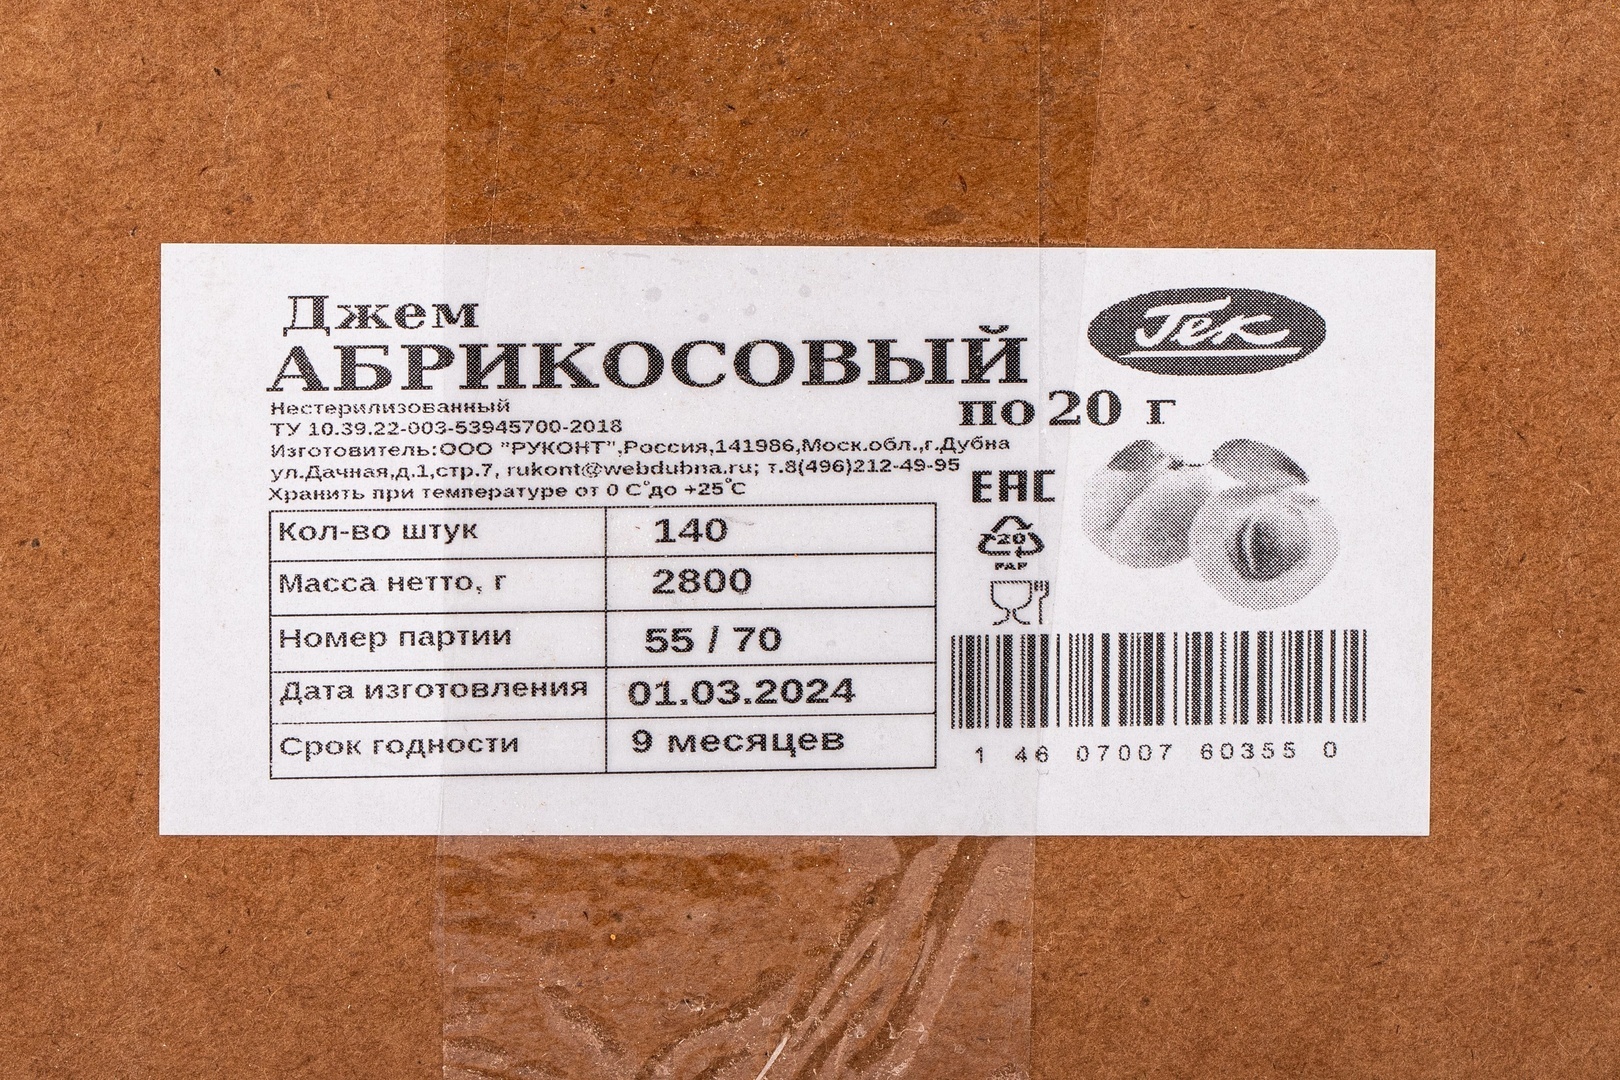 Джем
АБРИКОСОВЫЙ
Гек
по 20 г
Нестерилизованный
ТУ 10.39.22-003-53945700-2018
Изготовитель:ООО "РУКОНТ",Россия,141986,Моск.обл.,г.Дубна
ул.Дачная,д.1,стр.7, rukont@webdubna.ru; т.8(496)212-49-95
Хранить при температуре от 0 С°до +25°С
EAC
20
PAP
Кол-во штук 140
Масса нетто, г 2800
Номер партии 55 / 70
Дата изготовления 01.03.2024
Срок годности 9 месяцев
1 46 07007 60355 0